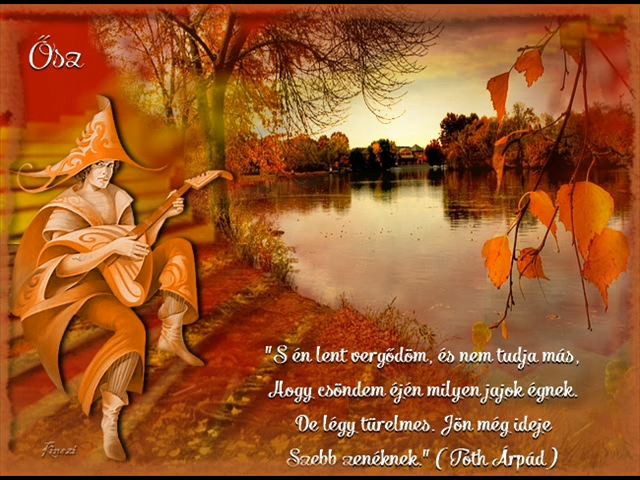 Ősz
"S én lent vergődöm, és nem tudja más,
Hogy csöndem éjén milyen jajok égnek.
De légy türelmes. Jön még ideje
Szebb zenéknek." ( Tóth Árpád )